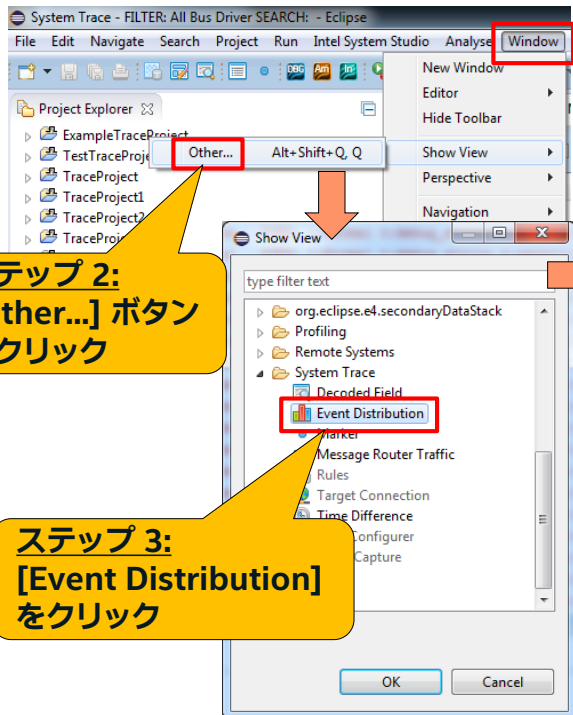 System Trace - FILTER: All Bus Driver SEARCH: - Eclipse
File Edit Navigate Search Project Run Intel System Studio Analyse Window
New Window
Editor
Hide Toolbar
Show View
Perspective
Navigation
Project Explorer
ExampleTraceProject
TestTraceProje
TraceProject
TraceProject1
TraceProject2
TraceProj
Other... Alt+Shift+Q, Q
テップ 2:
ther...] ボタン
クリック
Show View
type filter text
org.eclipse.e4.secondaryDataStack
Profiling
Remote Systems
System Trace
Decoded Field
Event Distribution
Marker
Message Router Traffic
Rules
Target Connection
Time Difference
Configurer
Capture
ステップ 3:
[Event Distribution]
をクリック
OK Cancel